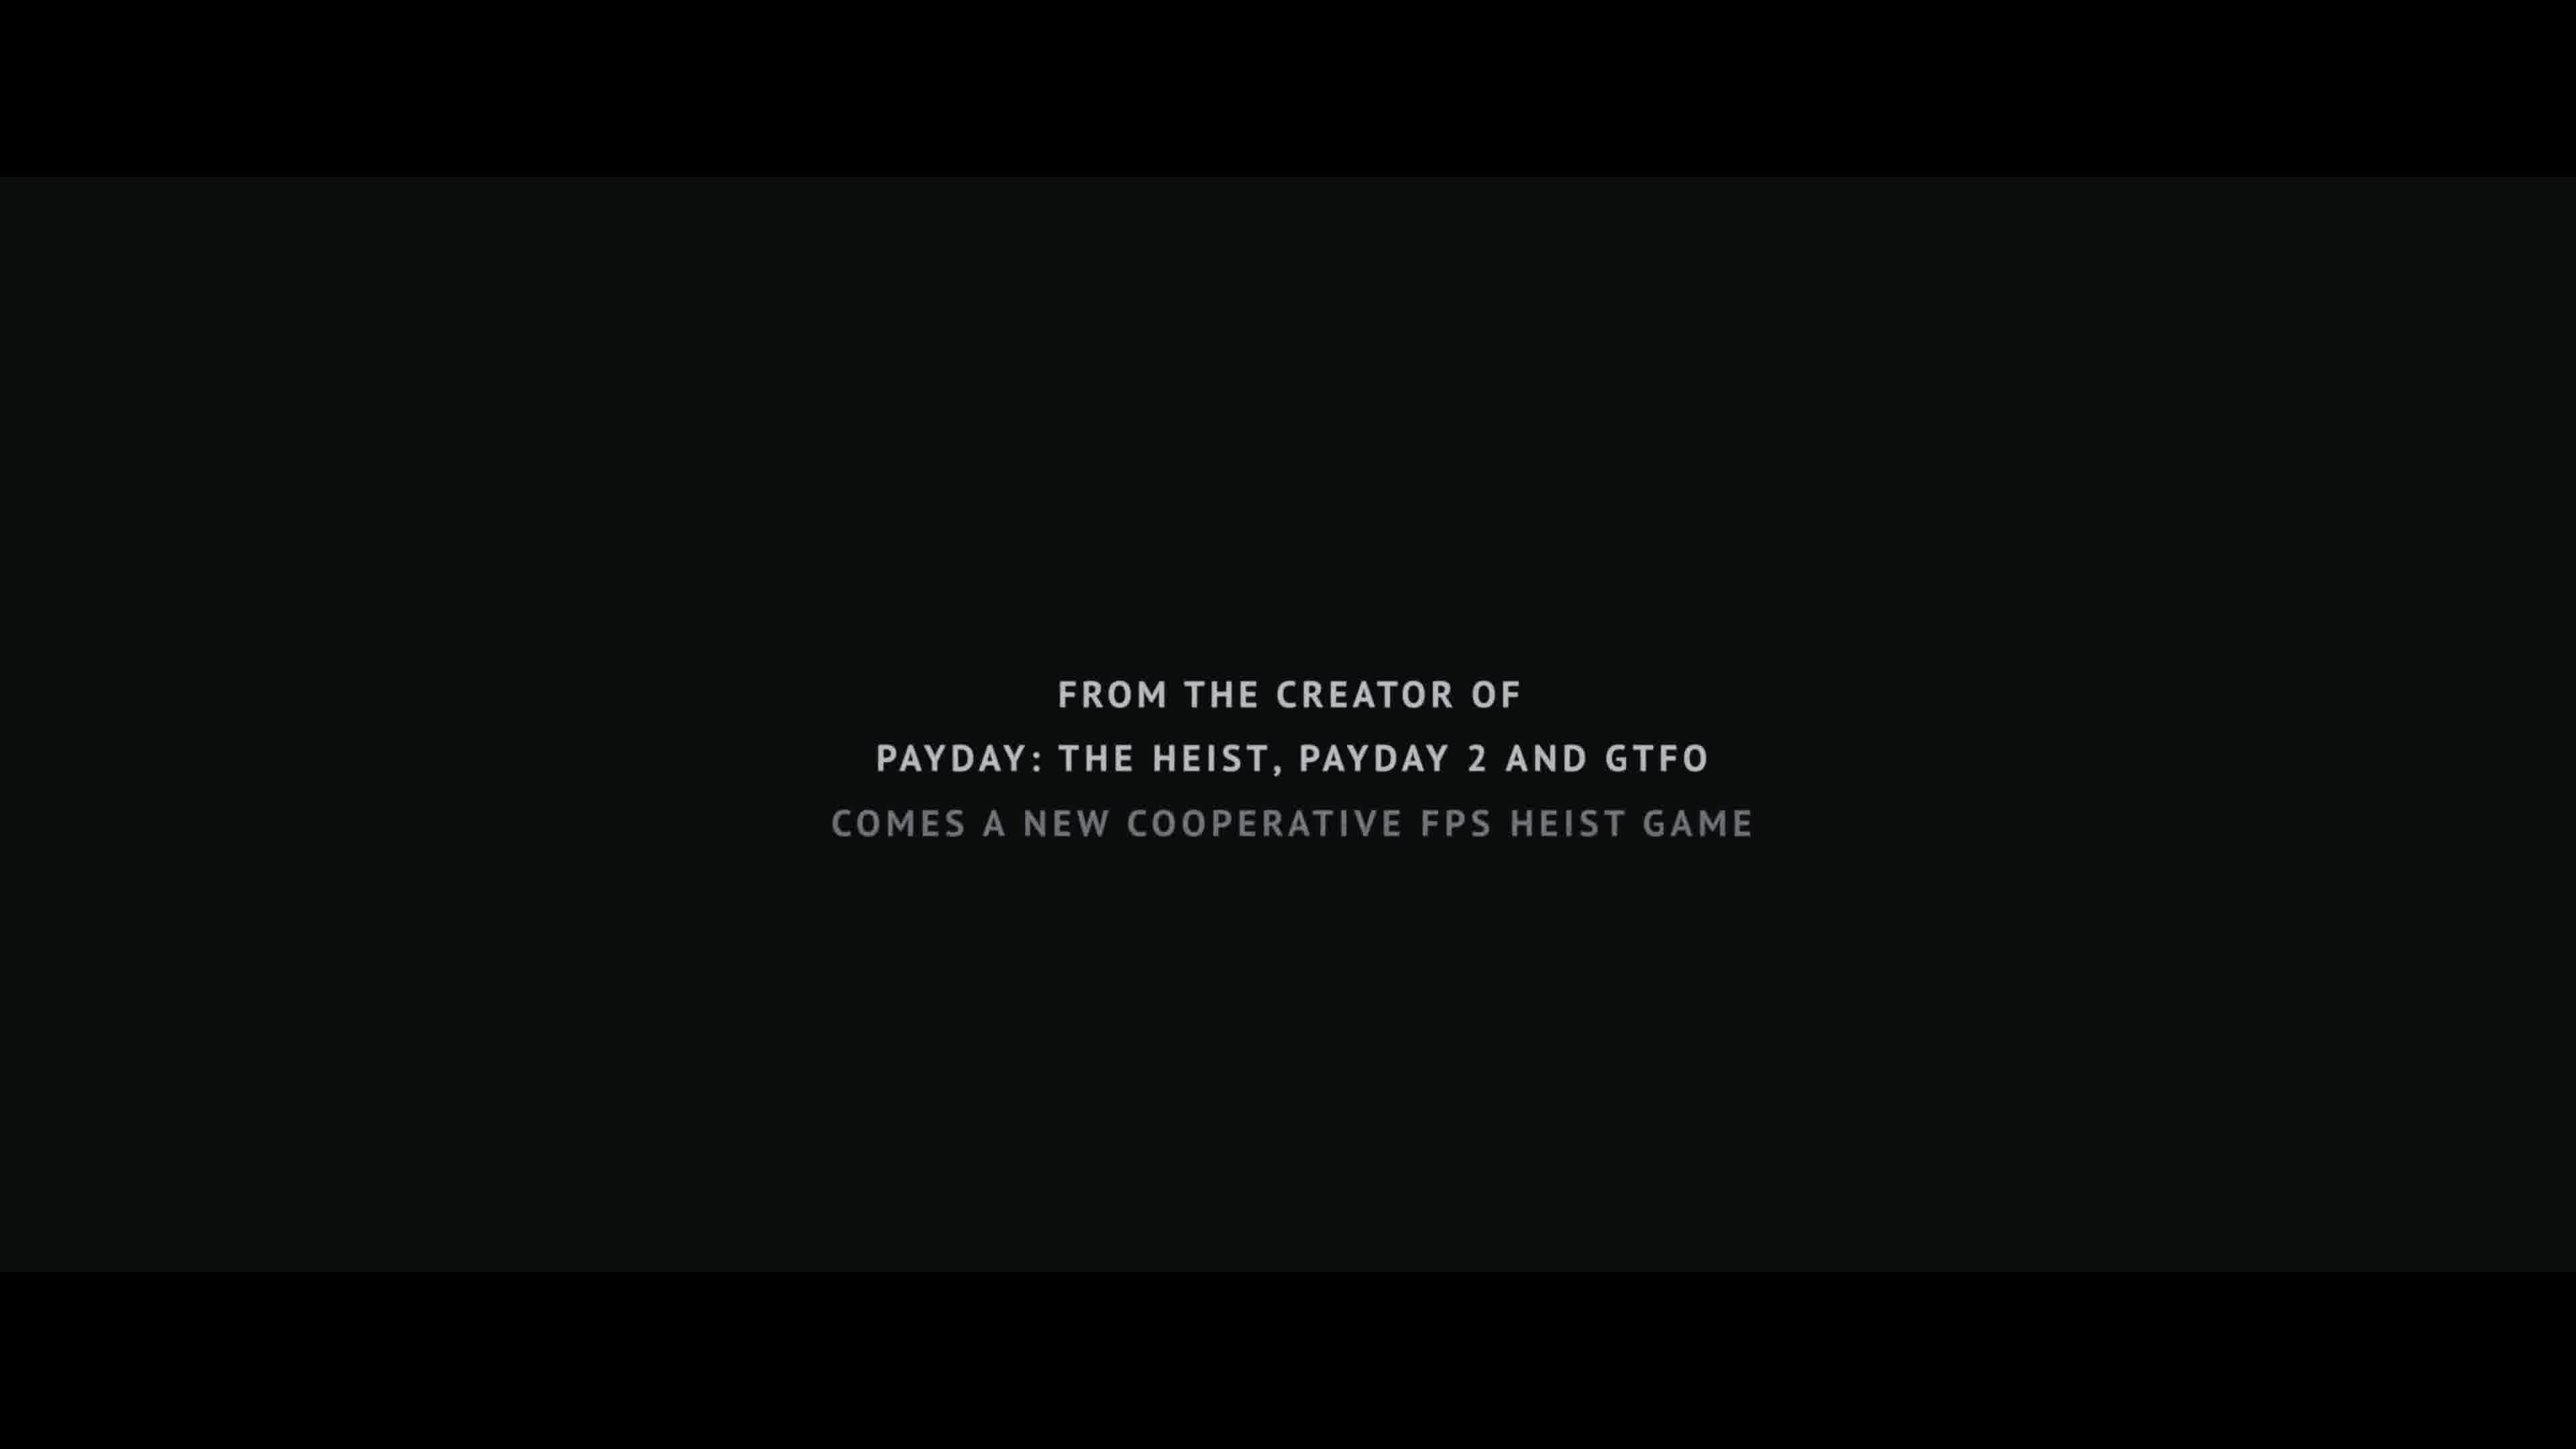 FROM THE CREATOR OF
PAYDAY: THE HEIST, PAYDAY 2 AND GTFO
COMES A NEW COOPERATIVE FPS HEIST GAME